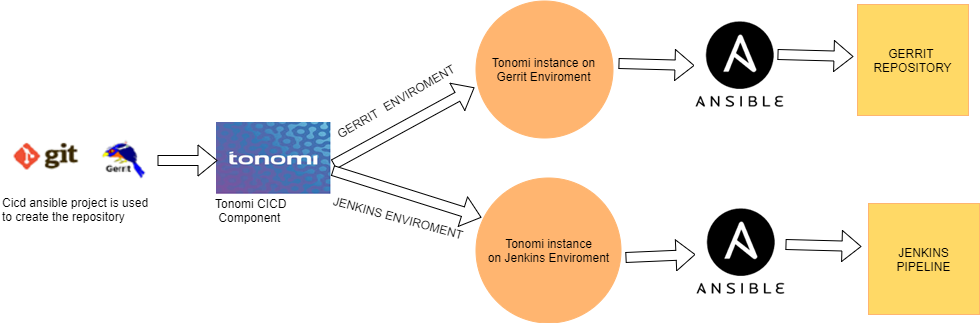 git
Gerrit
Cicd ansible project is used
to create the repository
tonomi
Tonomi CICD
Component
GERRIT ENVIROMENT
JENKINS ENVIROMENT
Tonomi instance on
Gerrit Enviroment
ANSIBLE
GERRIT
REPOSITORY
Tonomi instance
on Jenkins Enviroment
ANSIBLE
JENKINS
PIPELINE